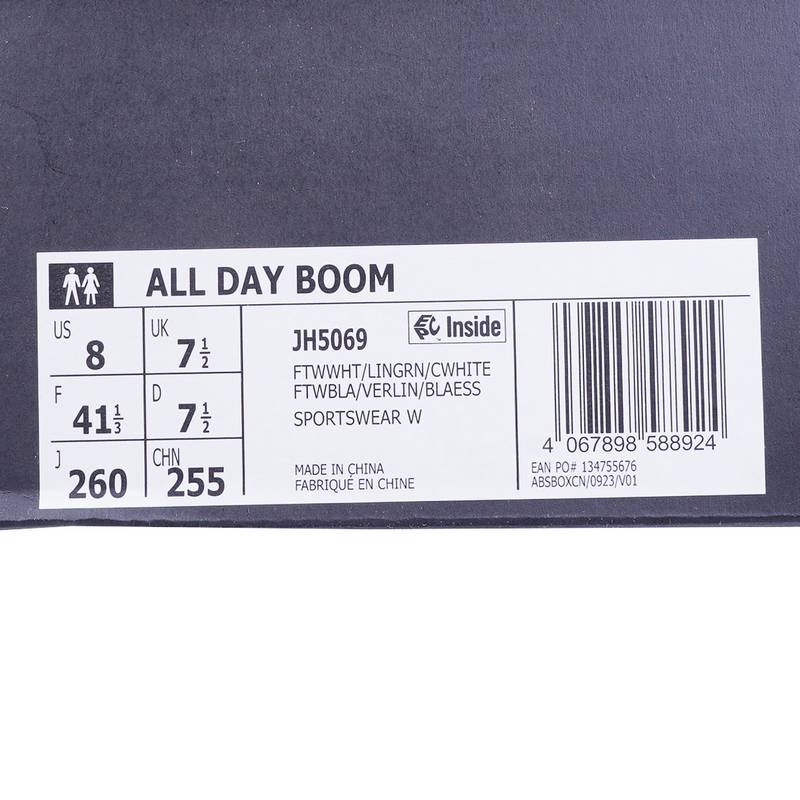 ALL DAY BOOM
US 8
UK 7 1/2
F 41 1/3
D 7 1/2
J 260
CHN 255
JH5069
EPC Inside
FTWWHT/LINGRN/CWHITE
FTWBLA/VERLIN/BLAESS
SPORTSWEAR W
MADE IN CHINA
FABRIQUÉ EN CHINE
4 067898 588924
EAN PO# 134755676
ABSBOXCN/0923/V01